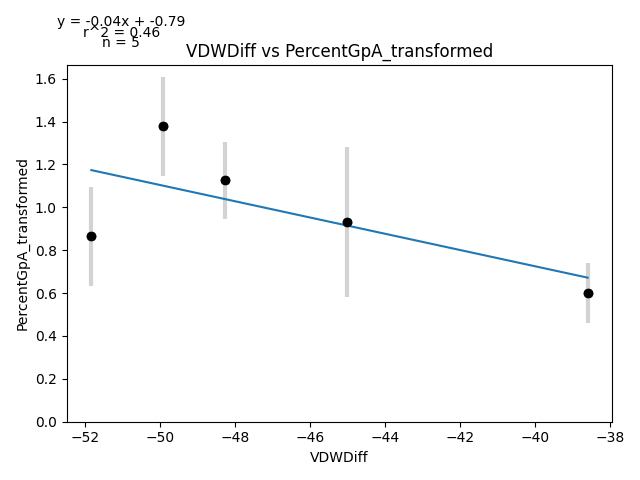 y = -0.04x + -0.79
r^2 = 0.46
n = 5
VDWDiff vs PercentGpA_transformed
PercentGpA_transformed
1.6
1.4
1.2
1.0
0.8
0.6
0.4
0.2
0.0
−52 −50 −48 −46 −44 −42 −40 −38
VDWDiff